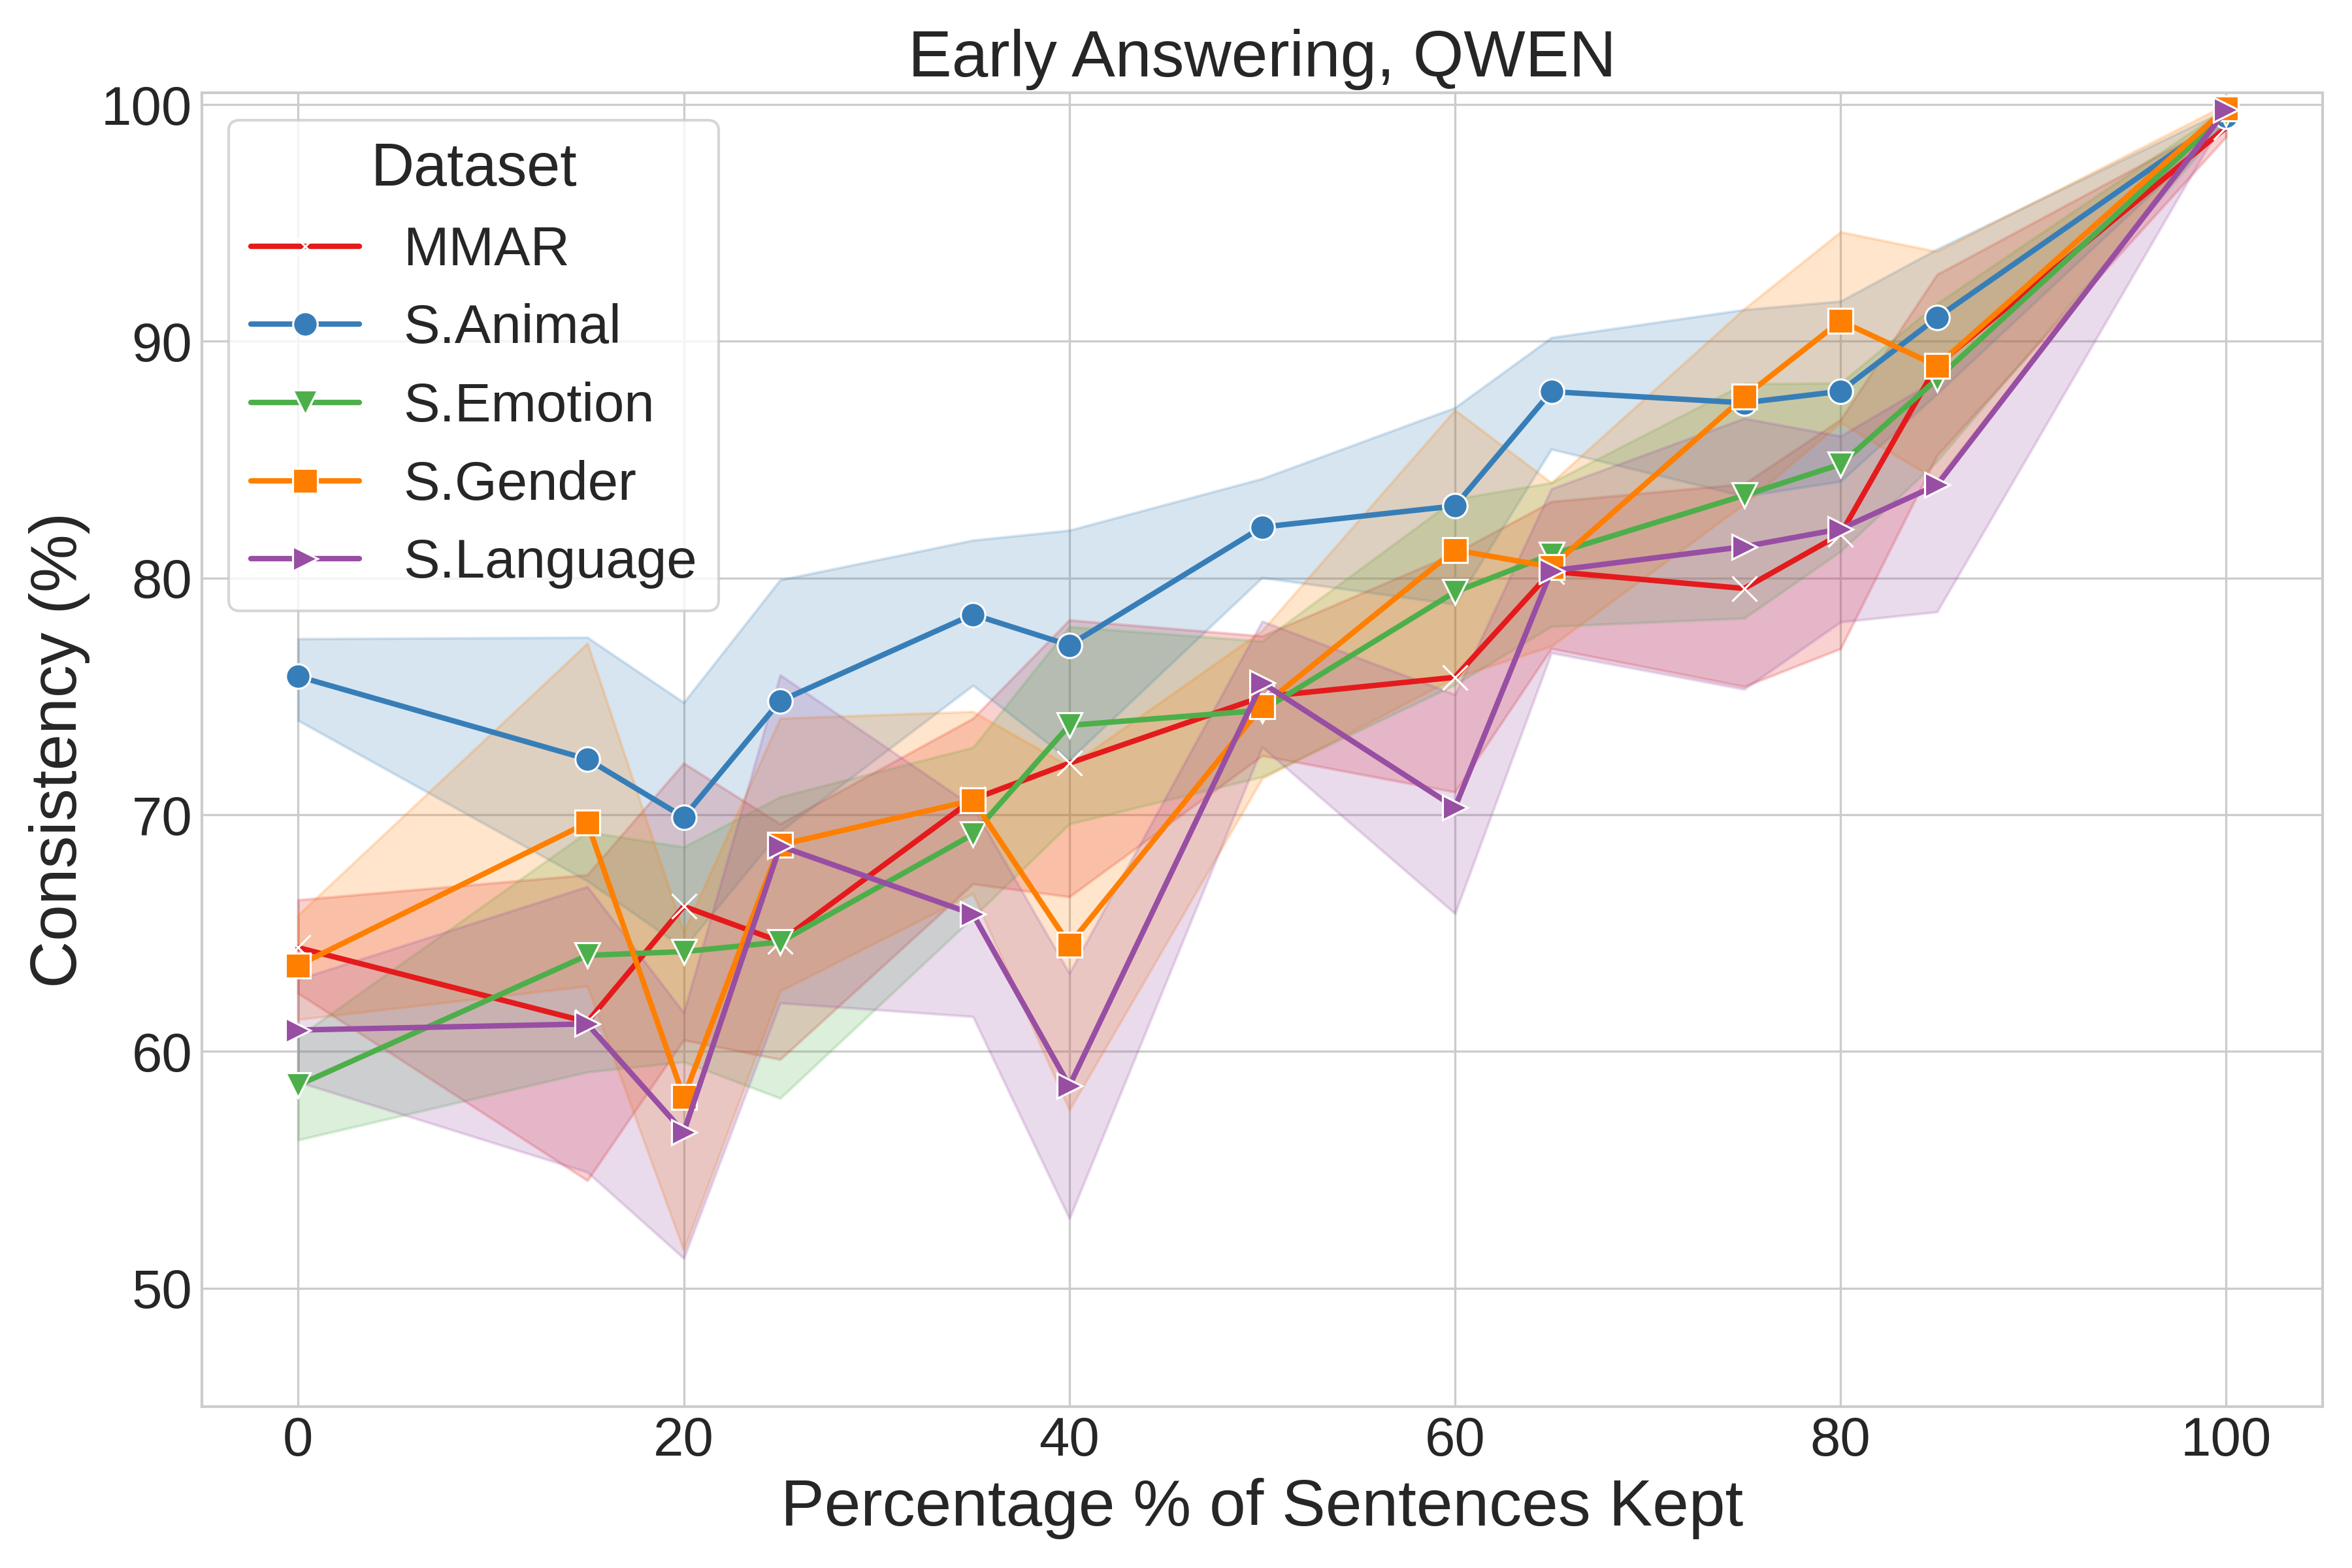 Early Answering, QWEN
Consistency (%)
100
90
80
70
60
50
Dataset
MMAR
S.Animal
S.Emotion
S.Gender
S.Language
0 20 40 60 80 100
Percentage % of Sentences Kept